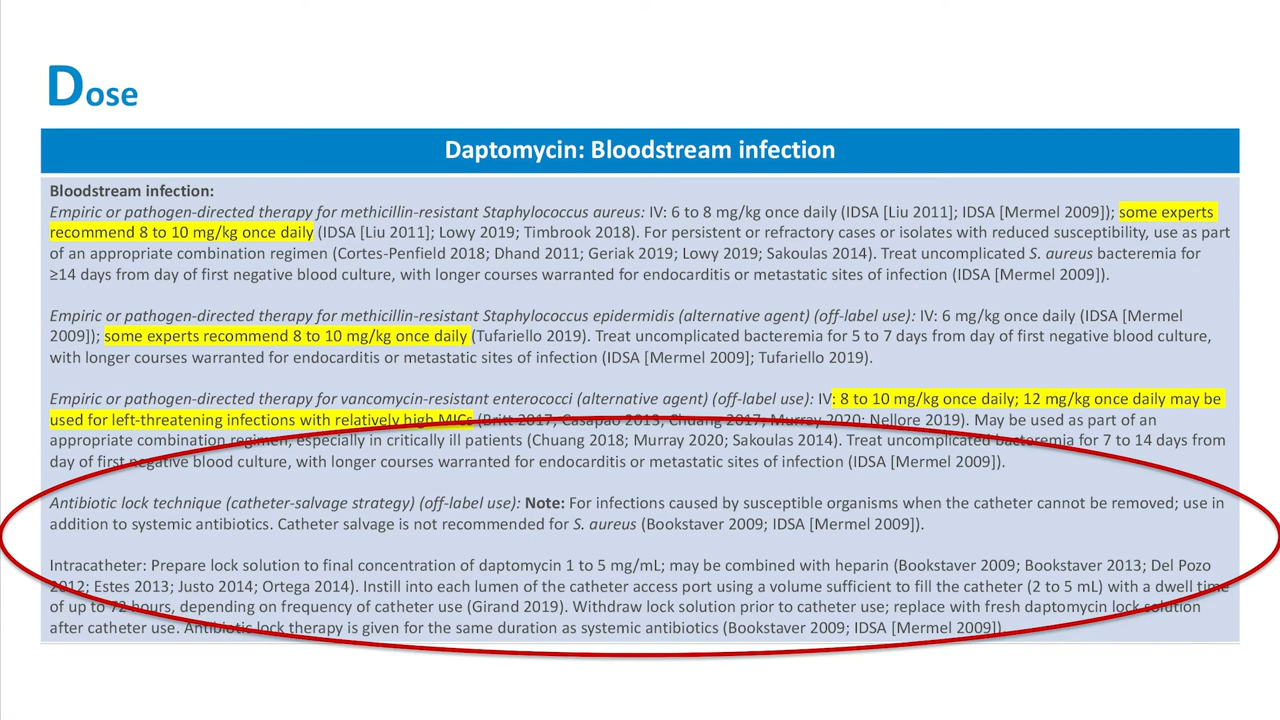 Dose
Daptomycin: Bloodstream infection
Bloodstream infection:
Empiric or pathogen-directed therapy for methicillin-resistant Staphylococcus aureus: IV: 6 to 8 mg/kg once daily (IDSA [Liu 2011]; IDSA [Mermel 2009]); some experts
recommend 8 to 10 mg/kg once daily (IDSA [Liu 2011]; Lowy 2019; Timbrook 2018). For persistent or refractory cases or isolates with reduced susceptibility, use as part
of an appropriate combination regimen (Cortes-Penfield 2018; Dhand 2011; Geriak 2019; Lowy 2019; Sakoulas 2014). Treat uncomplicated S. aureus bacteremia for
≥14 days from day of first negative blood culture, with longer courses warranted for endocarditis or metastatic sites of infection (IDSA [Mermel 2009]).
Empiric or pathogen-directed therapy for methicillin-resistant Staphylococcus epidermidis (alternative agent) (off-label use): IV: 6 mg/kg once daily (IDSA [Mermel
2009]); some experts recommend 8 to 10 mg/kg once daily (Tufariello 2019). Treat uncomplicated bacteremia for 5 to 7 days from day of first negative blood culture,
with longer courses warranted for endocarditis or metastatic sites of infection (IDSA [Mermel 2009]; Tufariello 2019).
Empiric or pathogen-directed therapy for vancomycin-resistant enterococci (alternative agent) (off-label use): IV: 8 to 10 mg/kg once daily; 12 mg/kg once daily may be
used for left-threatening infections with relatively high MICs (Britt 2017; Casapao 2013; Chuang 2017; Murray 2020; Nellore 2019). May be used as part of an
appropriate combination regimen, especially in critically ill patients (Chuang 2018; Murray 2020; Sakoulas 2014). Treat uncomplicated bacteremia for 7 to 14 days from
day of first negative blood culture, with longer courses warranted for endocarditis or metastatic sites of infection (IDSA [Mermel 2009]).
Antibiotic lock technique (catheter-salvage strategy) (off-label use): Note: For infections caused by susceptible organisms when the catheter cannot be removed; use in
addition to systemic antibiotics. Catheter salvage is not recommended for S. aureus (Bookstaver 2009; IDSA [Mermel 2009]).
Intracatheter: Prepare lock solution to final concentration of daptomycin 1 to 5 mg/mL; may be combined with heparin (Bookstaver 2009; Bookstaver 2013; Del Pozo
2012; Estes 2013; Justo 2014; Ortega 2014). Instill into each lumen of the catheter access port using a volume sufficient to fill the catheter (2 to 5 mL) with a dwell time
of up to 72 hours, depending on frequency of catheter use (Girand 2019). Withdraw lock solution prior to catheter use; replace with fresh daptomycin lock solution
after catheter use. Antibiotic lock therapy is given for the same duration as systemic antibiotics (Bookstaver 2009; IDSA [Mermel 2009]).